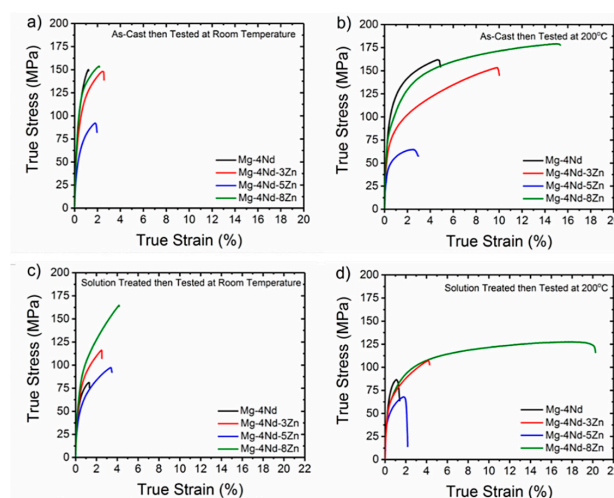 a)
As-Cast then Tested at Room Temperature
True Stress (MPa)
200
175
150
125
100
75
50
25
0
Mg-4Nd
Mg-4Nd-3Zn
Mg-4Nd-5Zn
Mg-4Nd-8Zn
0 2 4 6 8 10 12 14 16 18 20
True Strain (%)
b)
As-Cast then Tested at 200°C
True Stress (MPa)
200
175
150
125
100
75
50
25
0
Mg-4Nd
Mg-4Nd-3Zn
Mg-4Nd-5Zn
Mg-4Nd-8Zn
0 2 4 6 8 10 12 14 16 18 20
True Strain (%)
c)
Solution Treated then Tested at Room Temperature
True Stress (MPa)
200
175
150
125
100
75
50
25
0
Mg-4Nd
Mg-4Nd-3Zn
Mg-4Nd-5Zn
Mg-4Nd-8Zn
0 2 4 6 8 10 12 14 16 18 20 22
True Strain (%)
d)
Solution Treated then Tested at 200°C
True Stress (MPa)
200
175
150
125
100
75
50
25
0
Mg-4Nd
Mg-4Nd-3Zn
Mg-4Nd-5Zn
Mg-4Nd-8Zn
0 2 4 6 8 10 12 14 16 18 20 22
True Strain (%)